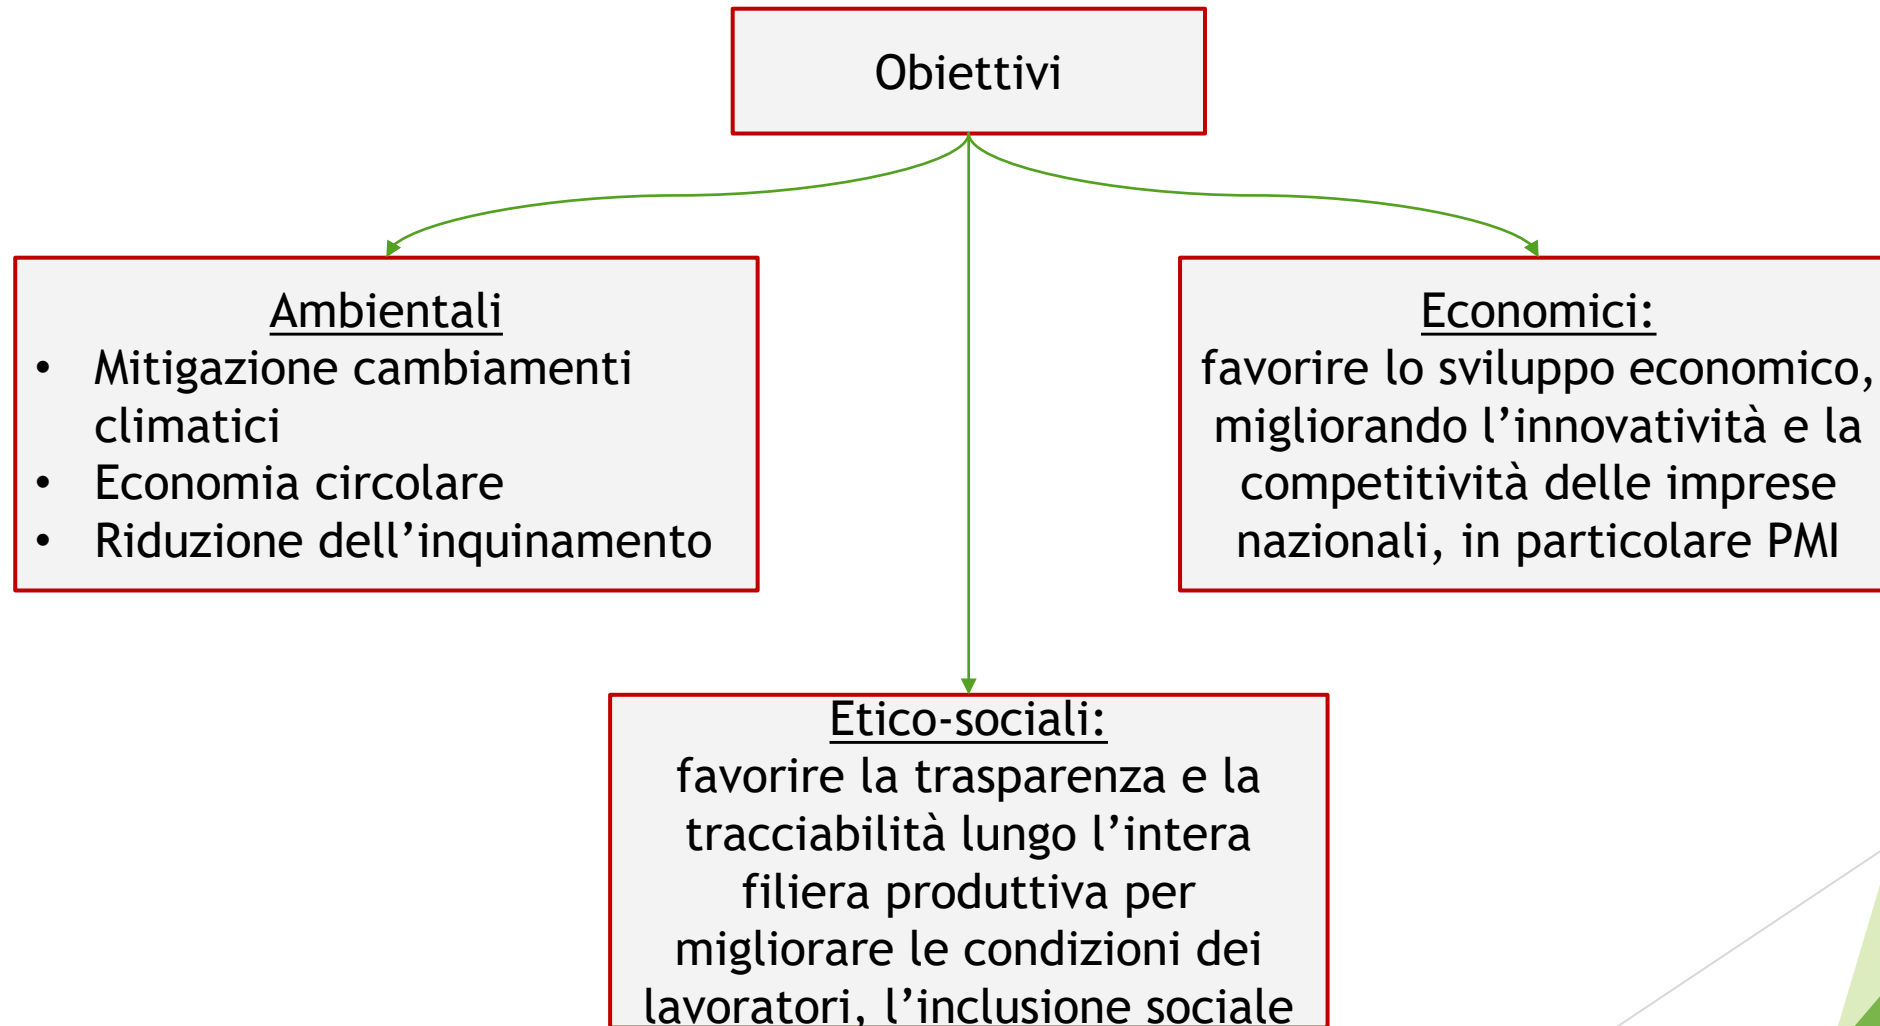 Obiettivi
Ambientali
• Mitigazione cambiamenti
climatici
• Economia circolare
• Riduzione dell’inquinamento
Economici:
favorire lo sviluppo economico,
migliorando l’innovatività e la
competitività delle imprese
nazionali, in particolare PMI
Etico-sociali:
favorire la trasparenza e la
tracciabilità lungo l’intera
filiera produttiva per
migliorare le condizioni dei
lavoratori, l’inclusione sociale